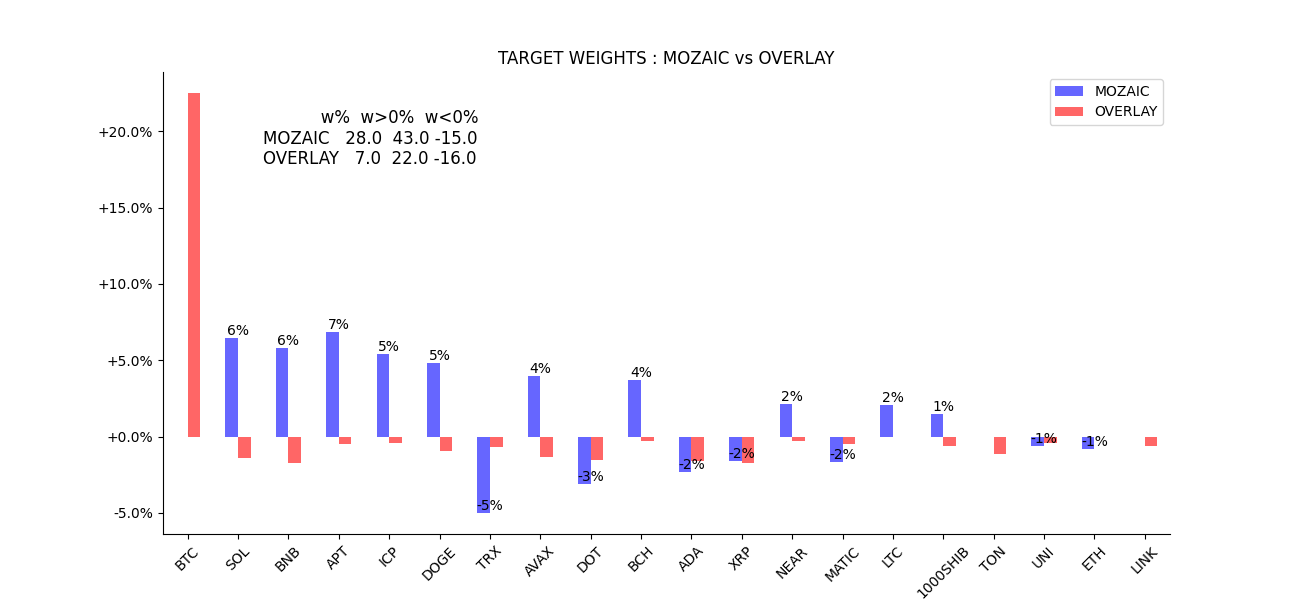 TARGET WEIGHTS : MOZAIC vs OVERLAY
MOZAIC
OVERLAY
w% w>0% w<0%
MOZAIC 28.0 43.0 -15.0
OVERLAY 7.0 22.0 -16.0
+20.0%
+15.0%
+10.0%
+5.0%
+0.0%
-5.0%
6%
6%
7%
5%
5%
-5%
4%
-3%
4%
-2%
-2%
2%
-2%
2%
1%
-1%
-1%
BTC
SOL
BNB
APT
ICP
DOGE
TRX
AVAX
DOT
BCH
ADA
XRP
NEAR
MATIC
LTC
1000SHIB
TON
UNI
ETH
LINK